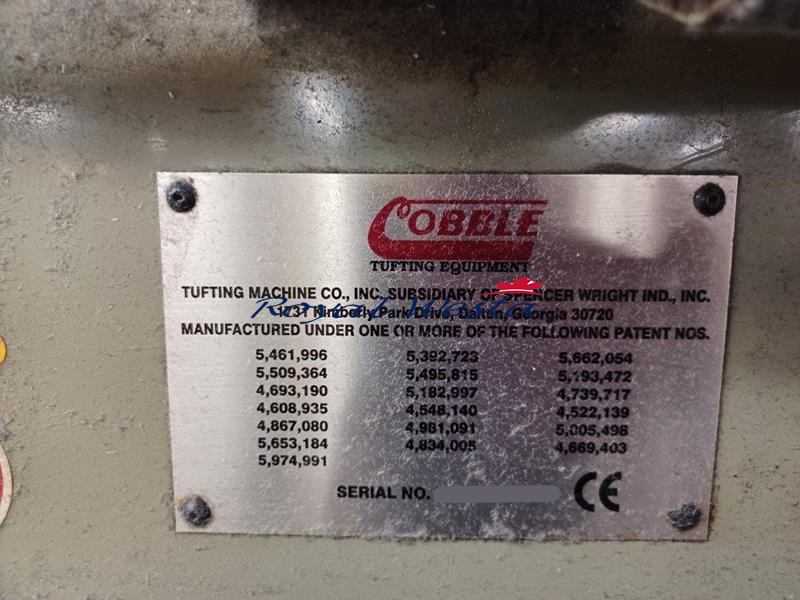 COBBLE
TUFTING EQUIPMENT
TUFTING MACHINE CO., INC. SUBSIDIARY OF SPENCER WRIGHT IND., INC.
1731 Kimberly Park Drive, Dalton, Georgia 30720
MANUFACTURED UNDER ONE OR MORE OF THE FOLLOWING PATENT NOS.
5,461,996 5,392,723 5,662,054
5,509,364 5,495,815 5,193,472
4,693,190 5,182,997 4,739,717
4,608,935 4,548,140 4,522,139
4,867,080 4,981,091 5,005,498
5,653,184 4,834,005 4,669,403
5,974,991
SERIAL NO. CE
Royal